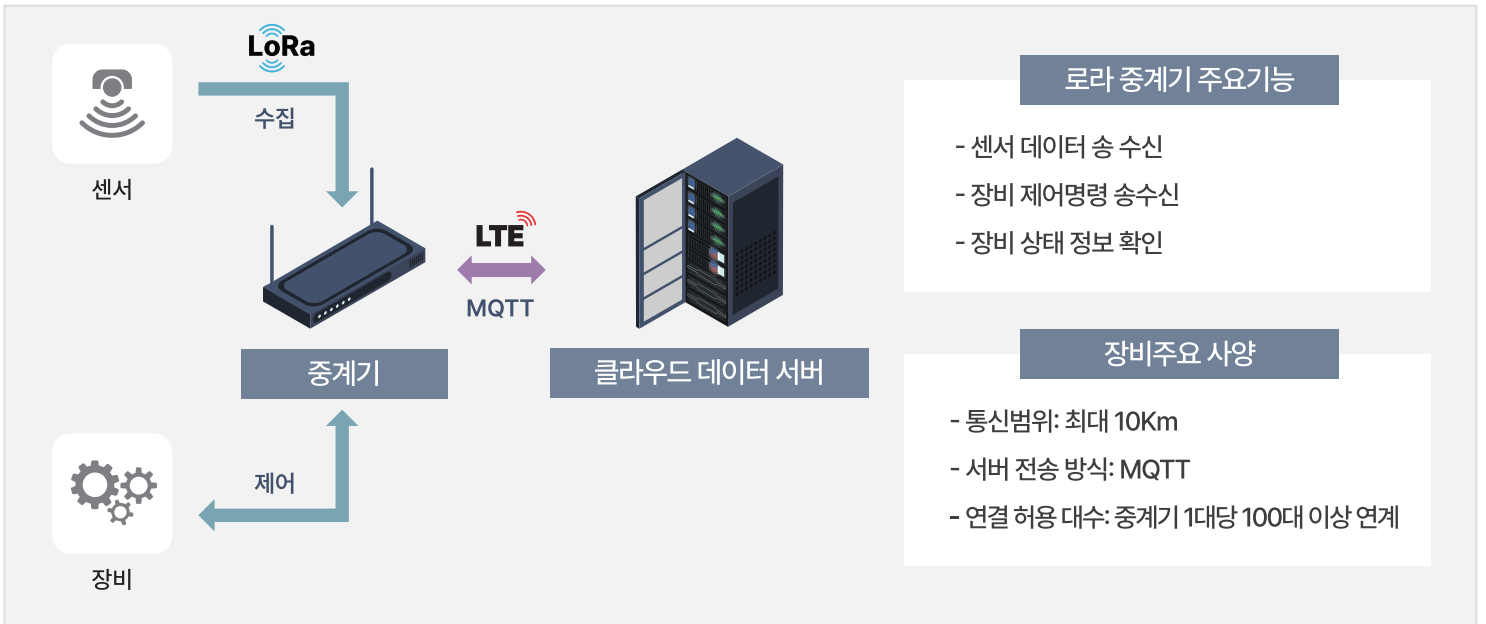 LoRa
수집
센서
LTE
MQTT
중계기
클라우드 데이터 서버
제어
장비
로라 중계기 주요기능
- 센서 데이터 송 수신
- 장비 제어명령 송수신
- 장비 상태 정보 확인
장비주요 사양
- 통신범위: 최대 10Km
- 서버 전송 방식: MQTT
- 연결 허용 대수: 중계기 1대당 100대 이상 연계